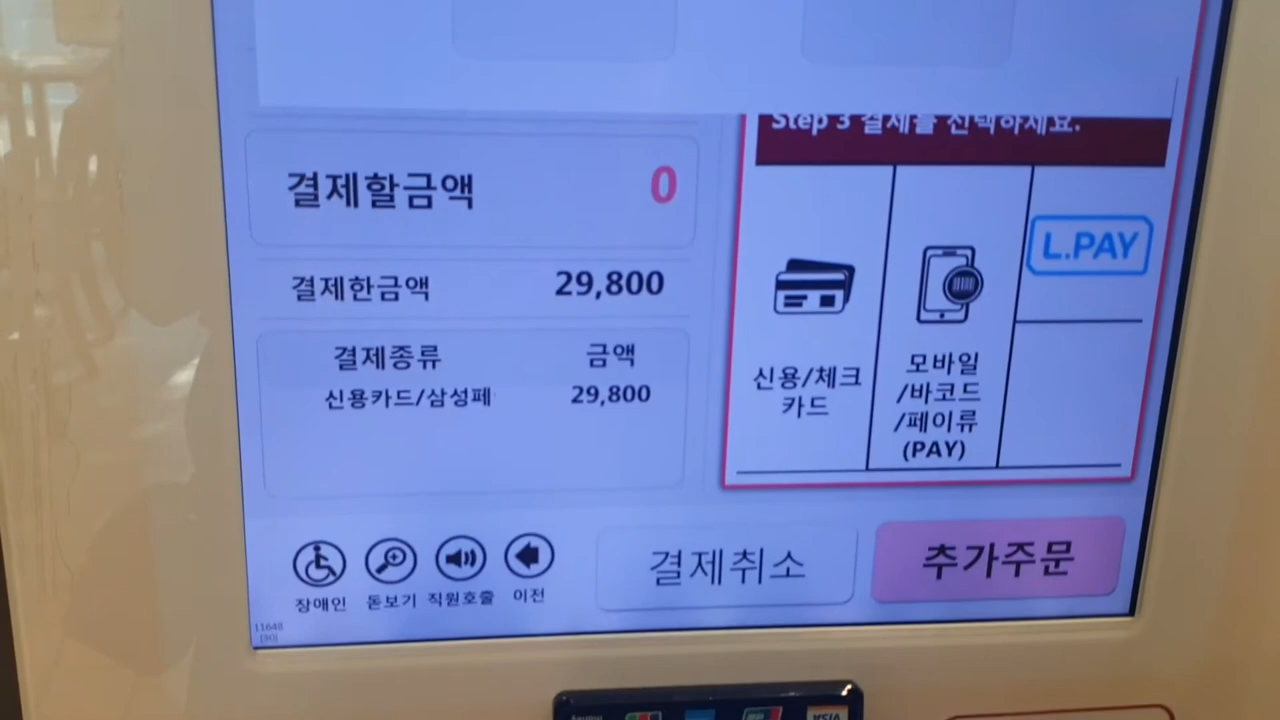 Step 3 결제를 선택하세요.
결제할금액 0
결제한금액 29,800
결제종류 금액
신용카드/삼성페 29,800
신용/체크
카드
모바일
/바코드
/페이류
(PAY)
L.PAY
장애인 돋보기 직원호출 이전
결제취소 추가주문
11648
[90]
VISA